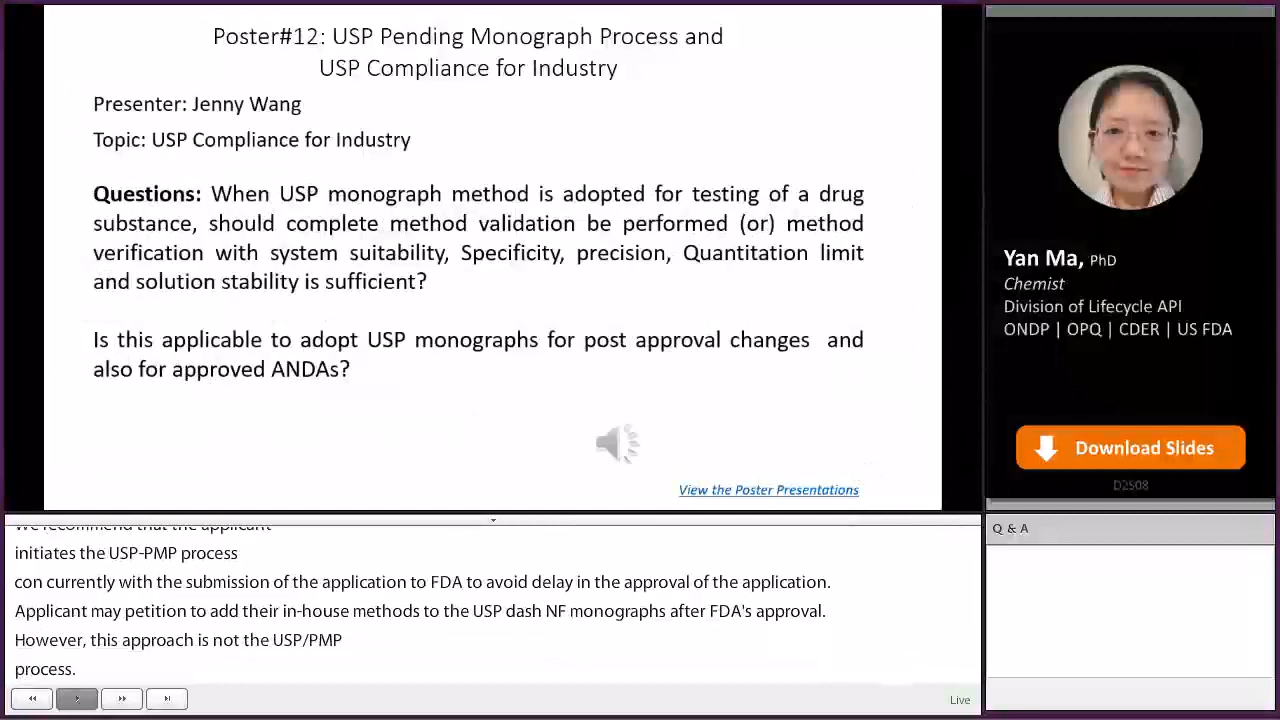 Poster#12: USP Pending Monograph Process and
USP Compliance for Industry
Presenter: Jenny Wang
Topic: USP Compliance for Industry
Questions: When USP monograph method is adopted for testing of a drug
substance, should complete method validation be performed (or) method
verification with system suitability, Specificity, precision, Quantitation limit
and solution stability is sufficient?
Is this applicable to adopt USP monographs for post approval changes and
also for approved ANDAs?
View the Poster Presentations
Yan Ma, PhD
Chemist
Division of Lifecycle API
ONDP | OPQ | CDER | US FDA
Download Slides
D2S08
We recommend that the applicant
initiates the USP-PMP process
con currently with the submission of the application to FDA to avoid delay in the approval of the application.
Applicant may petition to add their in-house methods to the USP dash NF monographs after FDA's approval.
However, this approach is not the USP/PMP
process.
Live
Q & A